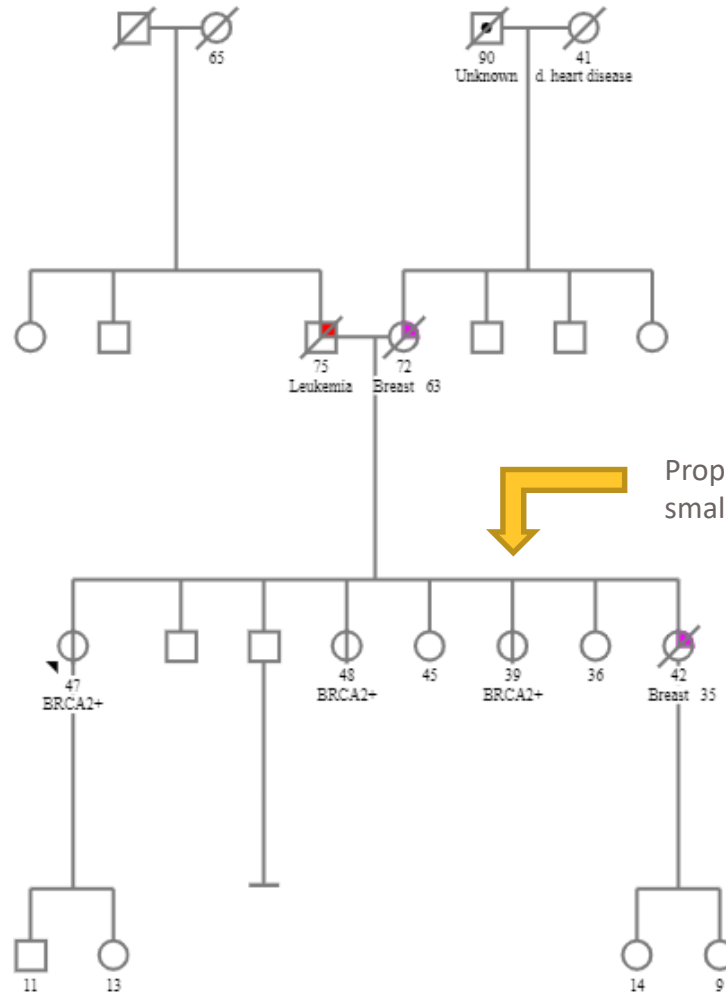 65
90
Unknown
41
d. heart disease
75
Leukemia
72
Breast 63
Prop
smal
47
BRCA2+
48
BRCA2+
45
39
BRCA2+
36
42
Breast 35
11
13
14
9